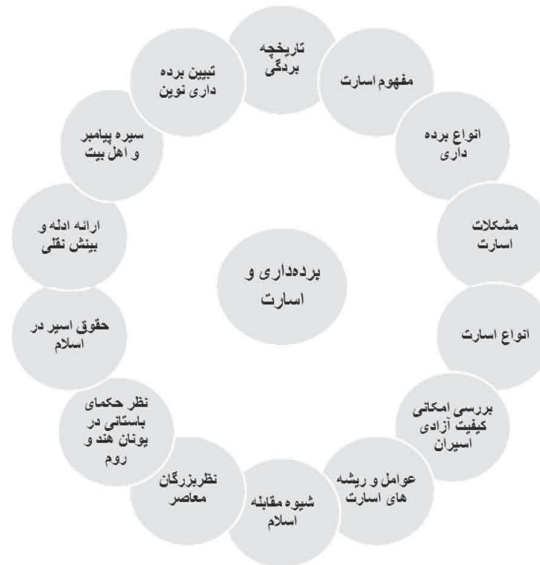 تاریخچه
بردگی
مفهوم اسارت
انواع برده
داری
مشکلات
اسارت
انواع اسارت
بررسی امکانی
کیفیت آزادی
اسیران
عوامل و ریشه
های اسارت
شیوه مقابله
اسلام
نظربزرگان
معاصر
نظر حکمای
باستانی در
یونان هند و
روم
حقوق اسیر در
اسلام
ارائه ادله و
بینش نقلی
سیره پیامبر
و اهل بیت
تبیین برده
داری نوین
برده‌داری و
اسارت